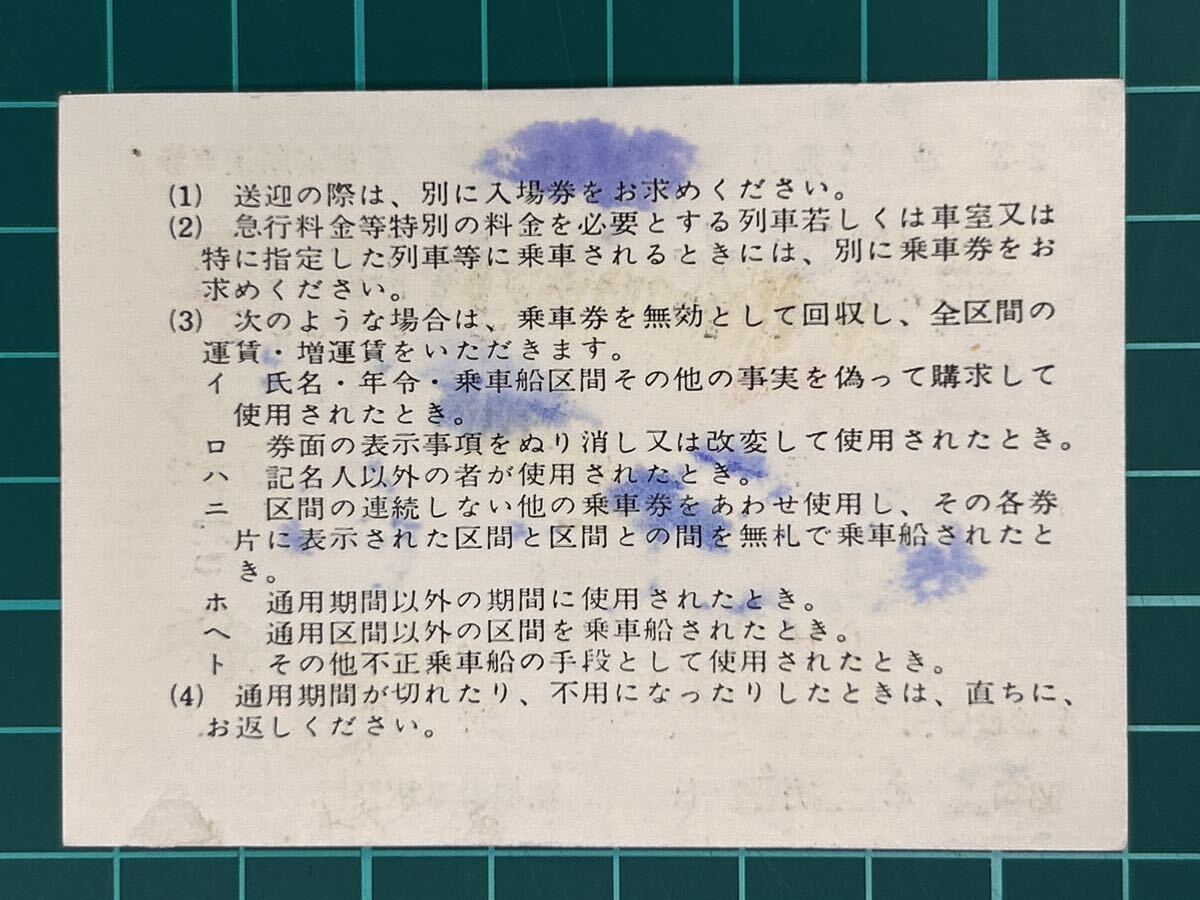 (1) 送迎の際は、別に入場券をお求めください。
(2) 急行料金等特別の料金を必要とする列車若しくは車室又は
特に指定した列車等に乗車されるときには、別に乗車券をお
求めください。
(3) 次のような場合は、乗車券を無効として回収し、全区間の
運賃・増運賃をいただきます。
イ 氏名・年令・乗車船区間その他の事実を偽って購求して
使用されたとき。
ロ 券面の表示事項をぬり消し又は改変して使用されたとき。
ハ 記名人以外の者が使用されたとき。
ニ 区間の連続しない他の乗車券をあわせ使用し、その各券
片に表示された区間と区間との間を無札で乗車船されたと
き。
ホ 通用期間以外の期間に使用されたとき。
ヘ 通用区間以外の区間を乗車船されたとき。
ト その他不正乗車船の手段として使用されたとき。
(4) 通用期間が切れたり、不用になったりしたときは、直ちに、
お返しください。